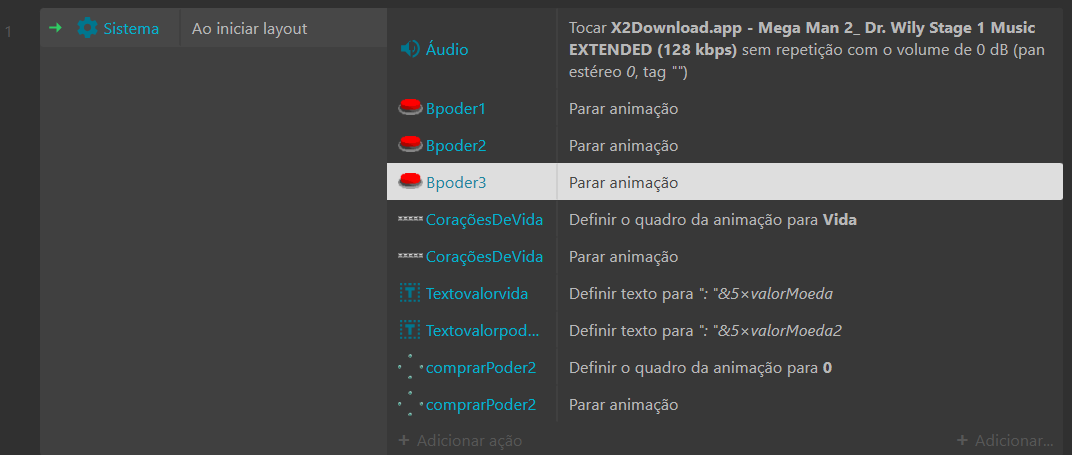 1
Sistema
Ao iniciar layout
Áudio
Tocar X2Download.app - Mega Man 2_ Dr. Wily Stage 1 Music
EXTENDED (128 kbps) sem repetição com o volume de 0 dB (pan
estéreo 0, tag "")
Bpoder1 Parar animação
Bpoder2 Parar animação
Bpoder3 Parar animação
CoraçõesDeVida Definir o quadro da animação para Vida
CoraçõesDeVida Parar animação
Textovalorvida Definir texto para ": "&5×valorMoeda
Textovalorpod... Definir texto para ": "&5×valorMoeda2
comprarPoder2 Definir o quadro da animação para 0
comprarPoder2 Parar animação
+ Adicionar ação + Adicionar...